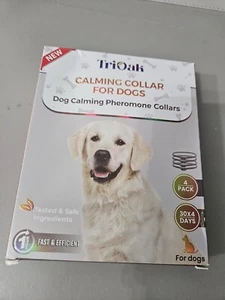 NEW
TriOak
CALMING COLLAR
FOR DOGS
Dog Calming Pheromone Collars
4
PACK
30X4
DAYS
Tested & Safe
Ingredients
FAST & EFFICIENT
For dogs